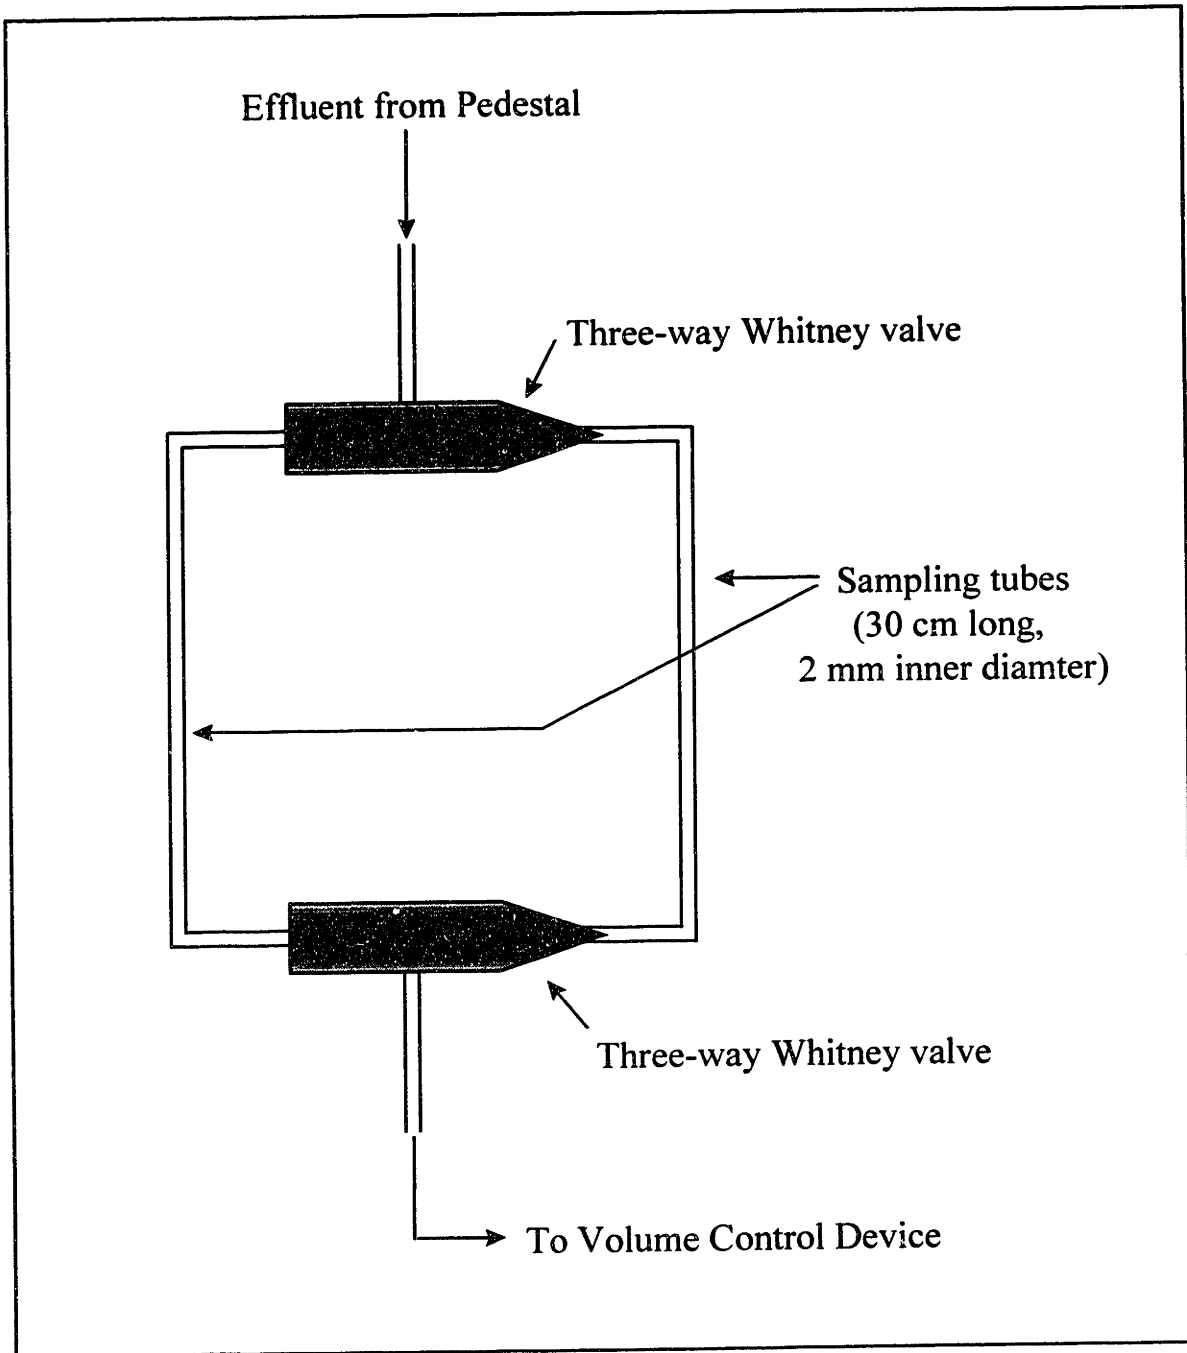 Effluent from Pedestal
Three-way Whitney valve
Sampling tubes
(30 cm long,
2 mm inner diamter)
Three-way Whitney valve
To Volume Control Device